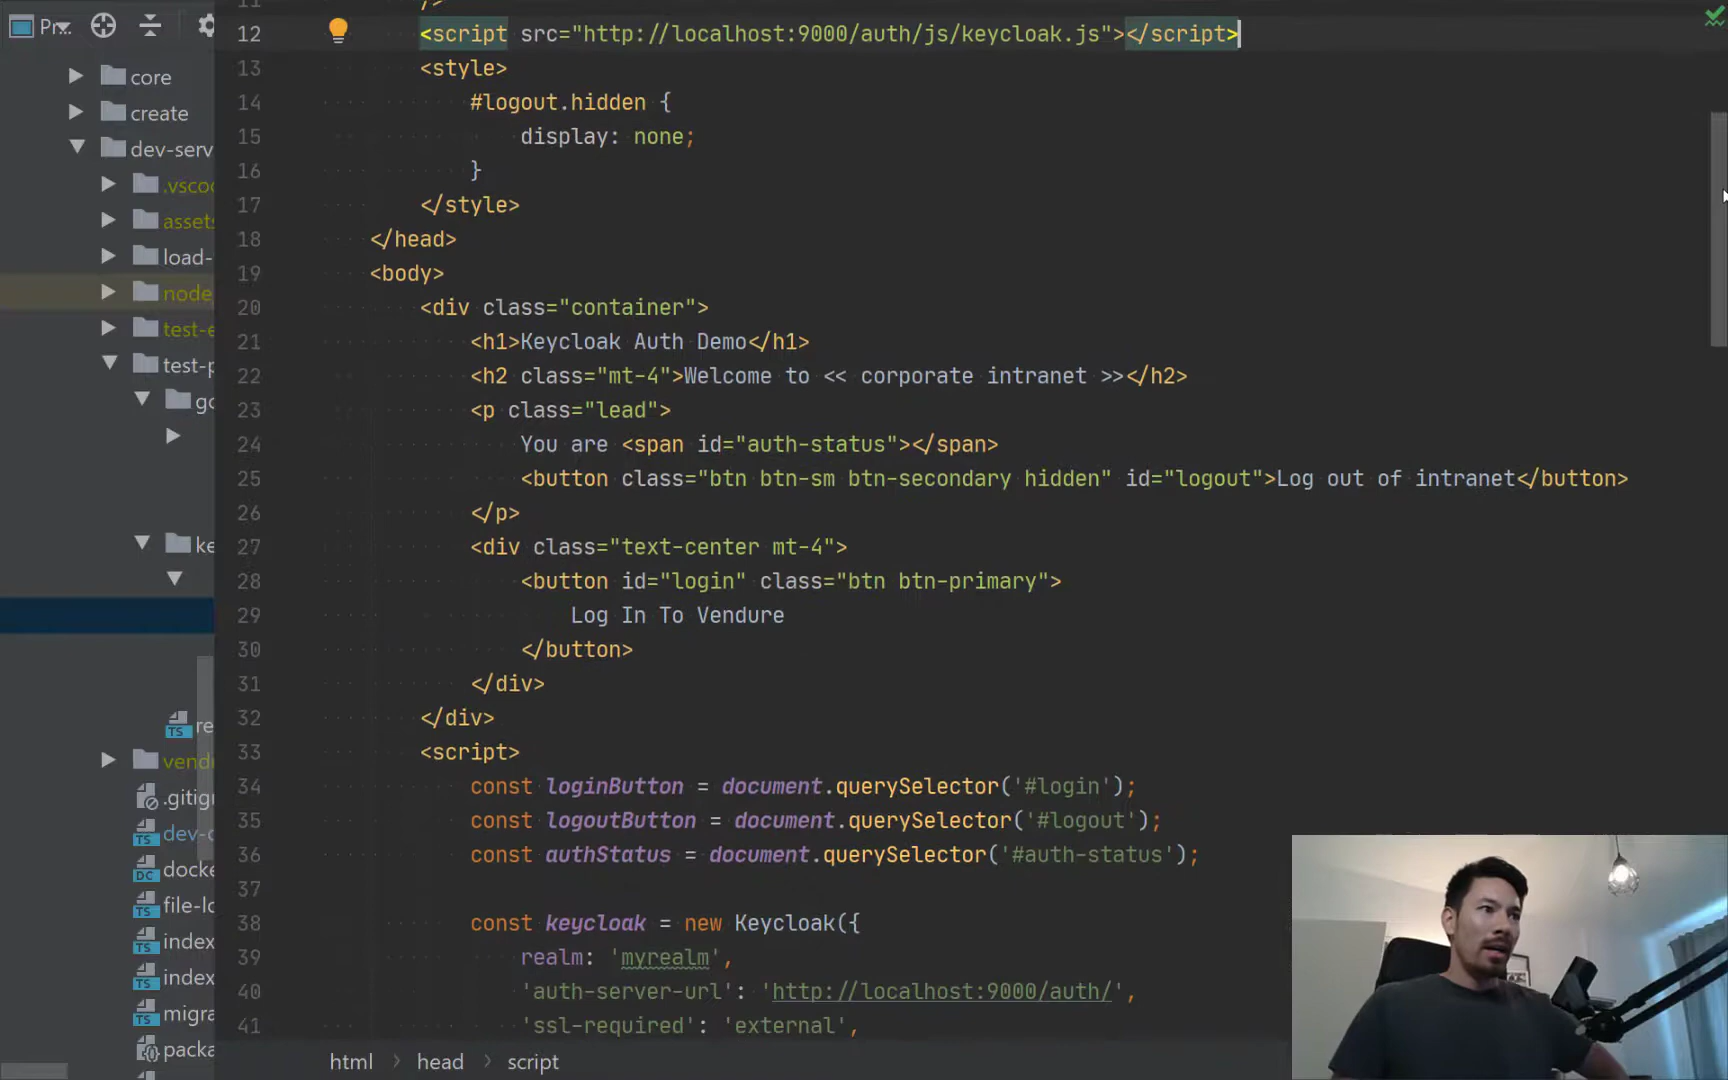 Pr..
core
create
dev-serv
.vscod
assets
load-
node_
test-e
test-p
go
ke
re
vend
.gitign
dev-c
docke
file-lo
index
index
migra
packa
11 />
12 <script src="http://localhost:9000/auth/js/keycloak.js"></script>
13 <style>
14 #logout.hidden {
15 display: none;
16 }
17 </style>
18 </head>
19 <body>
20 <div class="container">
21 <h1>Keycloak Auth Demo</h1>
22 <h2 class="mt-4">Welcome to << corporate intranet >></h2>
23 <p class="lead">
24 You are <span id="auth-status"></span>
25 <button class="btn btn-sm btn-secondary hidden" id="logout">Log out of intranet</button>
26 </p>
27 <div class="text-center mt-4">
28 <button id="login" class="btn btn-primary">
29 Log In To Vendure
30 </button>
31 </div>
32 </div>
33 <script>
34 const loginButton = document.querySelector('#login');
35 const logoutButton = document.querySelector('#logout');
36 const authStatus = document.querySelector('#auth-status');
37
38 const keycloak = new Keycloak({
39 realm: 'myrealm',
40 'auth-server-url': 'http://localhost:9000/auth/',
41 'ssl-required': 'external',
html > head > script